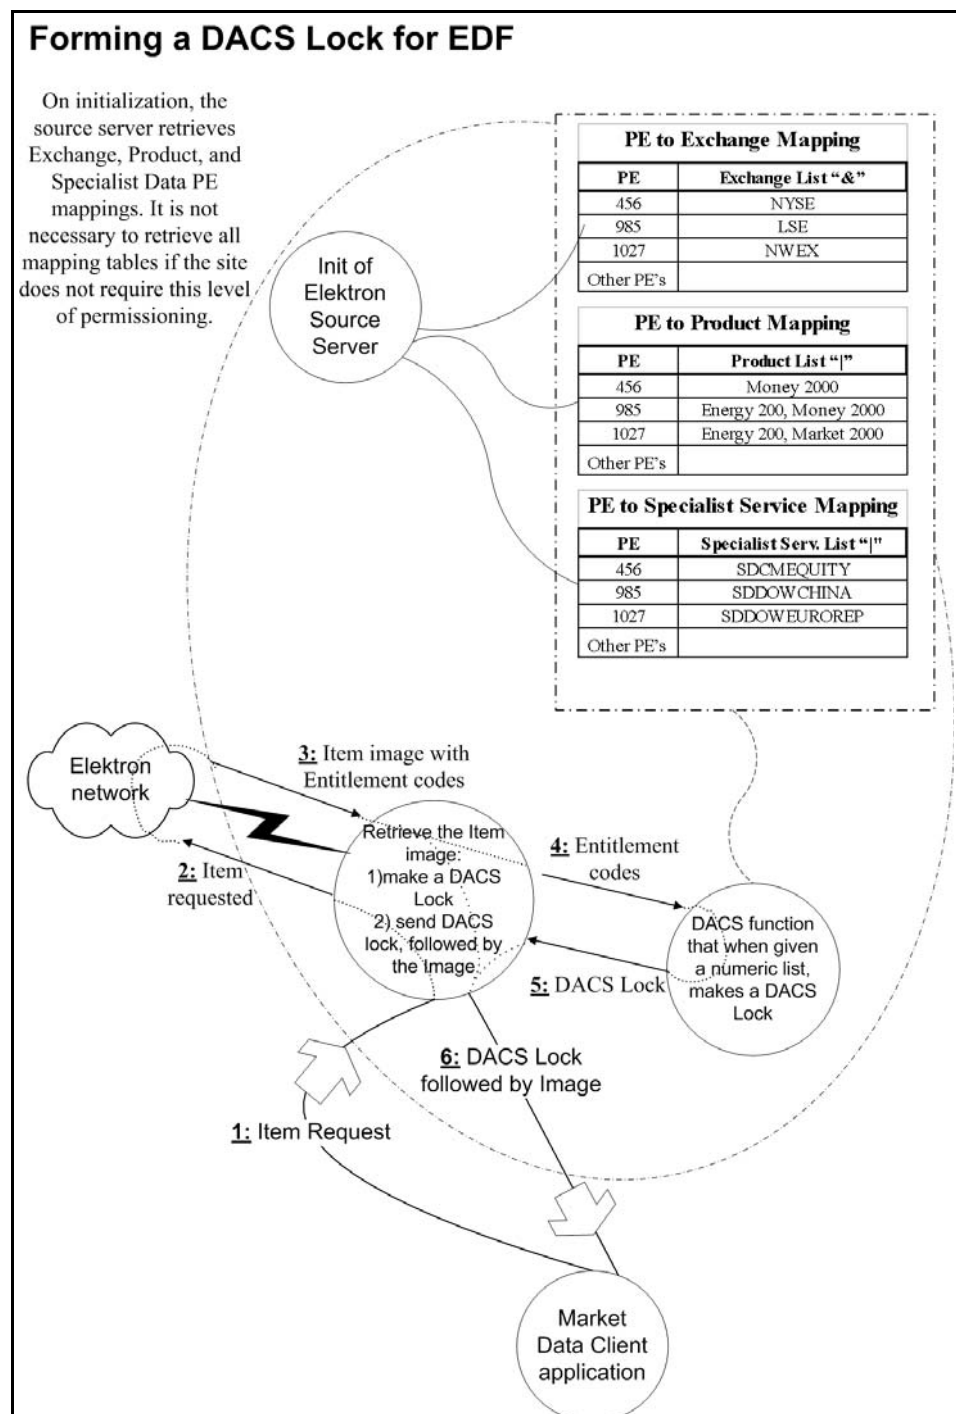 Forming a DACS Lock for EDF
On initialization, the
source server retrieves
Exchange, Product, and
Specialist Data PE
mappings. It is not
necessary to retrieve all
mapping tables if the site
does not require this level
of permissioning.
Init of
Elektron
Source
Server
PE to Exchange Mapping
PE Exchange List “&”
456 NYSE
985 LSE
1027 NWEX
Other PE's
PE to Product Mapping
PE Product List “|”
456 Money 2000
985 Energy 200, Money 2000
1027 Energy 200, Market 2000
Other PE's
PE to Specialist Service Mapping
PE Specialist Serv. List “|"
456 SDCMEQUITY
985 SDDOWCHINA
1027 SDDOWEUROREP
Other PE's
Elektron
network
3: Item image with
Entitlement codes
2: Item
requested
Retrieve the Item
image:
1)make a DACS
Lock
2) send DACS
lock, followed by
the Image
4: Entitlement
codes
5: DACS Lock
DACS function
that when given
a numeric list,
makes a DACS
Lock
6: DACS Lock
followed by Image
1: Item Request
Market
Data Client
application